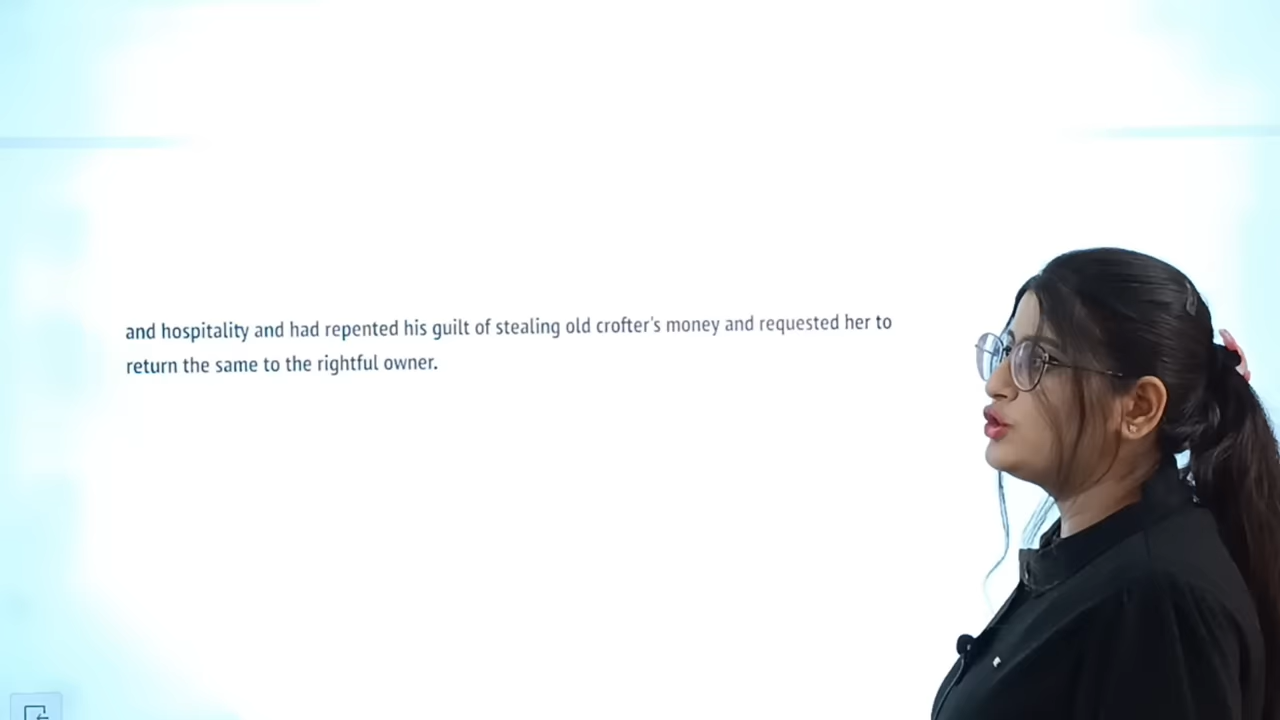 and hospitality and had repented his guilt of stealing old crofter's money and requested her to
return the same to the rightful owner.